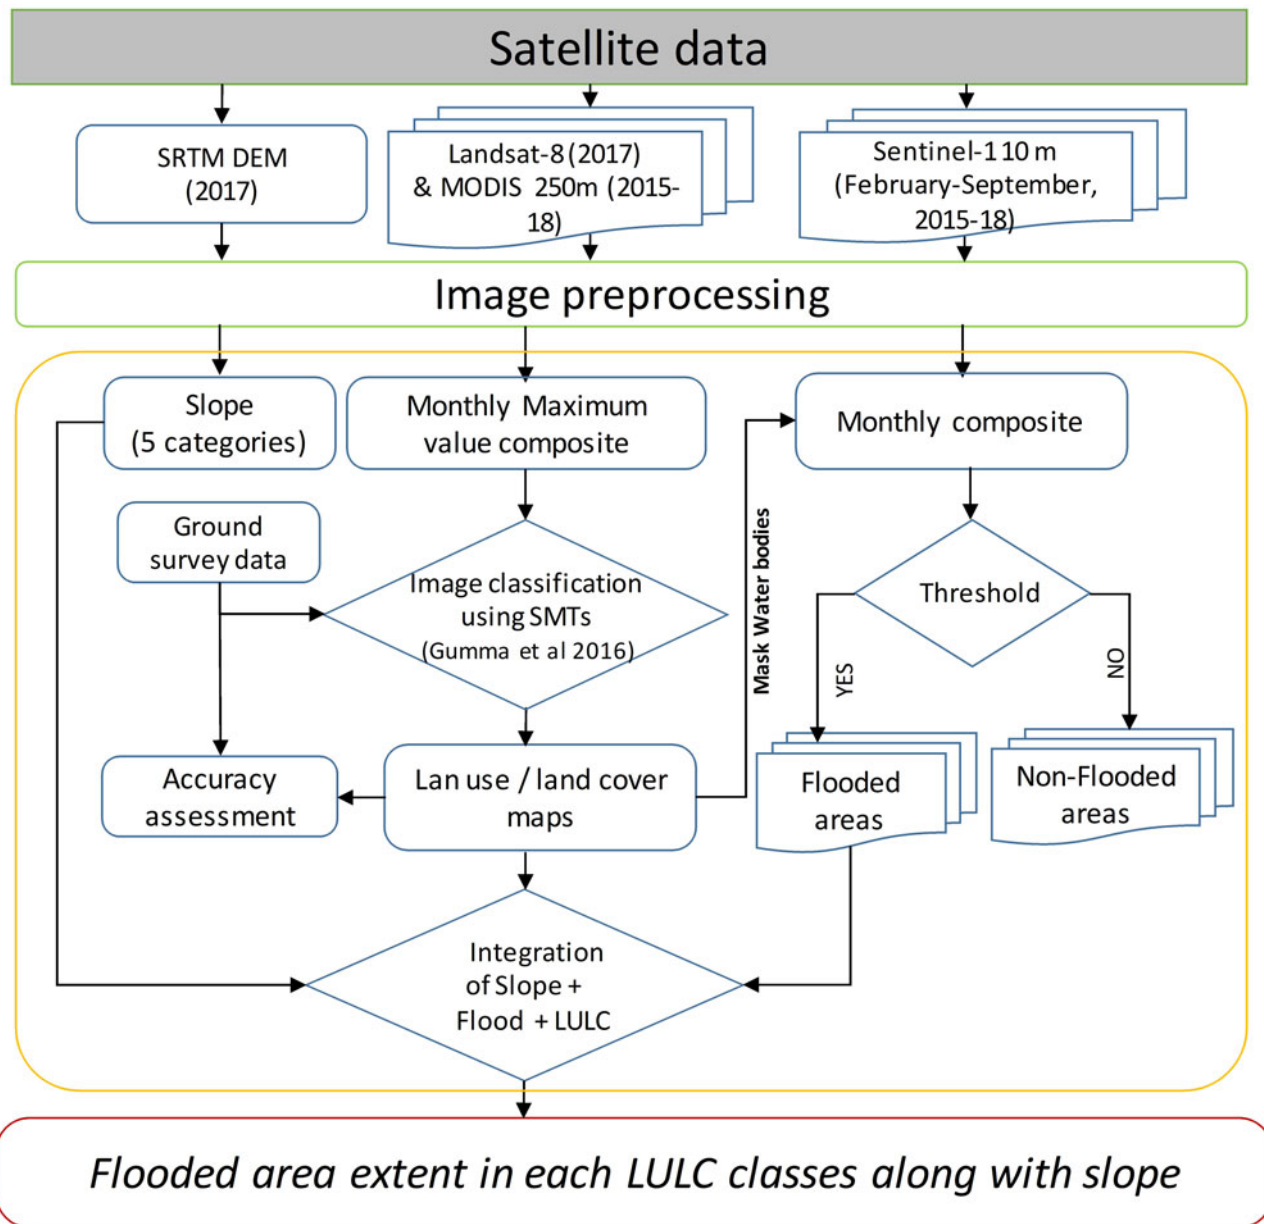 Satellite data
SRTM DEM
(2017)
Landsat-8 (2017)
& MODIS 250m (2015-
18)
Sentinel-1 10 m
(February-September,
2015-18)
Image preprocessing
Slope
(5 categories)
Monthly Maximum
value composite
Monthly composite
Ground
survey data
Image classification
using SMTs
(Gumma et al 2016)
Mask Water bodies
Threshold
YES
NO
Accuracy
assessment
Lan use / land cover
maps
Flooded
areas
Non-Flooded
areas
Integration
of Slope +
Flood + LULC
Flooded area extent in each LULC classes along with slope